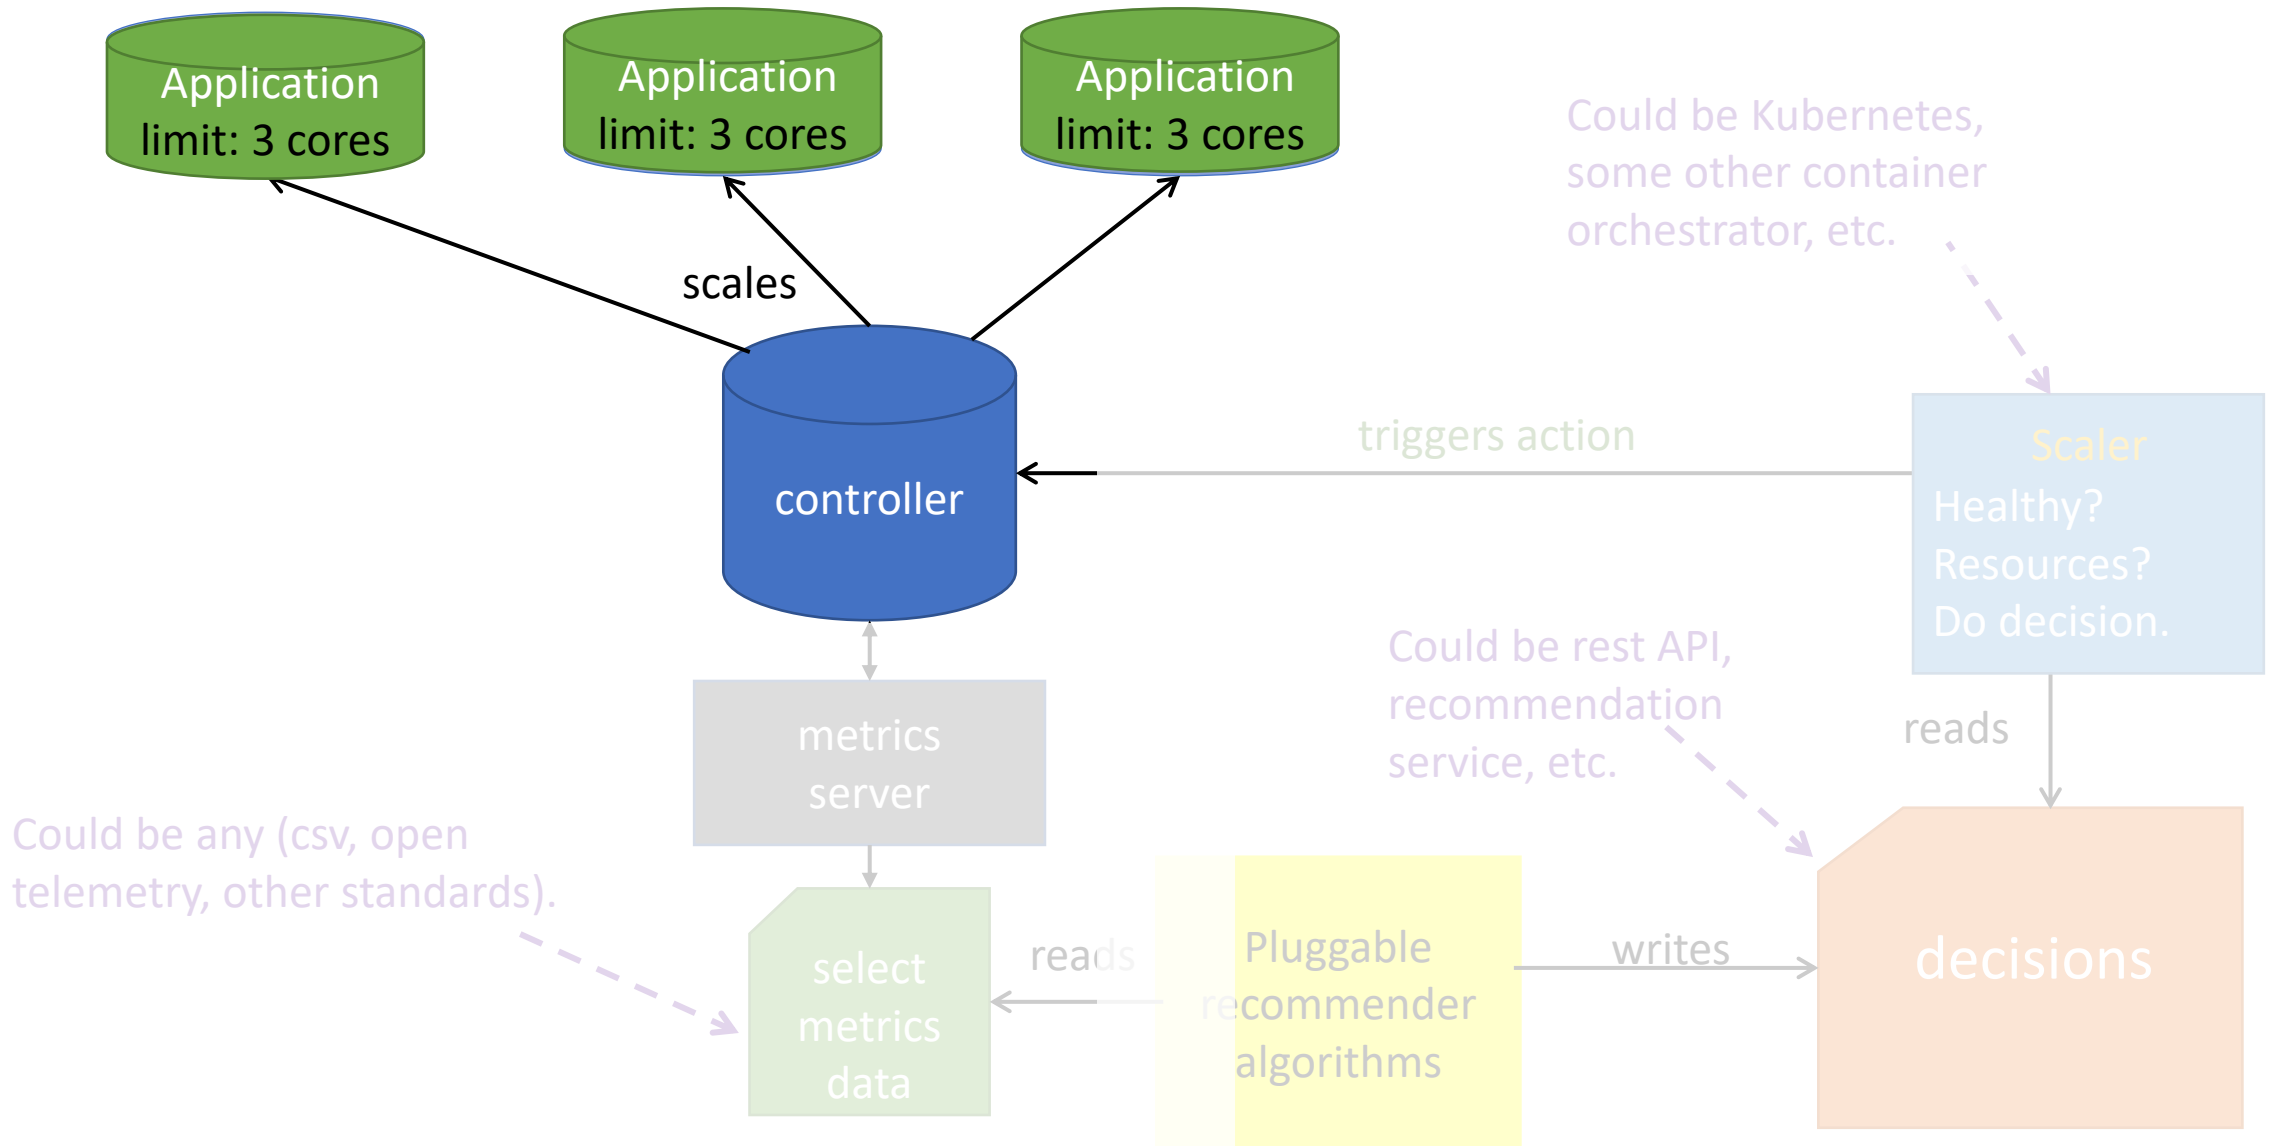 Application
limit: 3 cores
Application
limit: 3 cores
Application
limit: 3 cores
Could be Kubernetes,
some other container
orchestrator, etc.
scales
triggers action
controller
Scaler
Healthy?
Resources?
Do decision.
Could be rest API,
recommendation
service, etc.
reads
metrics
server
Could be any (csv, open
telemetry, other standards).
select
metrics
data
reads
Pluggable
recommender
algorithms
writes
decisions